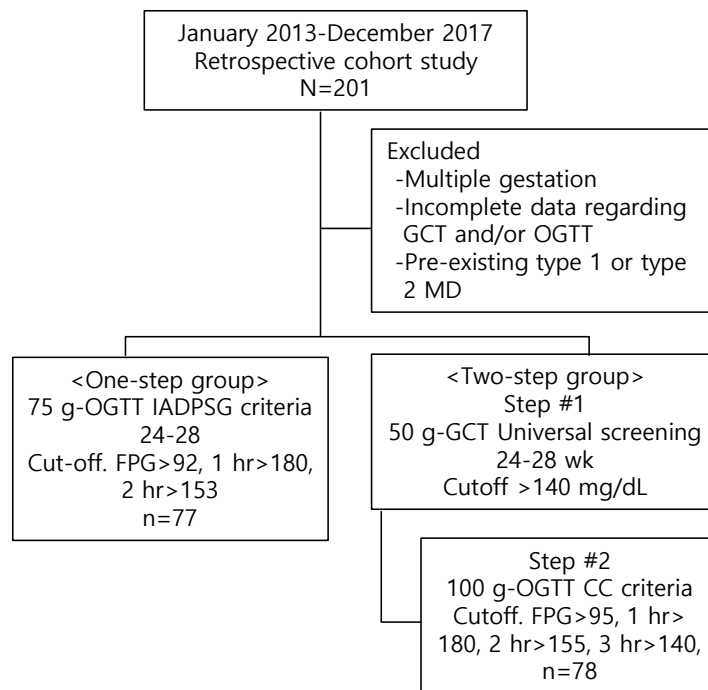 January 2013-December 2017
Retrospective cohort study
N=201
Excluded
-Multiple gestation
-Incomplete data regarding
GCT and/or OGTT
-Pre-existing type 1 or type
2 MD
<One-step group>
75 g-OGTT IADPSG criteria
24-28
Cut-off. FPG>92, 1 hr>180,
2 hr>153
n=77
<Two-step group>
Step #1
50 g-GCT Universal screening
24-28 wk
Cutoff >140 mg/dL
Step #2
100 g-OGTT CC criteria
Cutoff. FPG>95, 1 hr>
180, 2 hr>155, 3 hr>140,
n=78